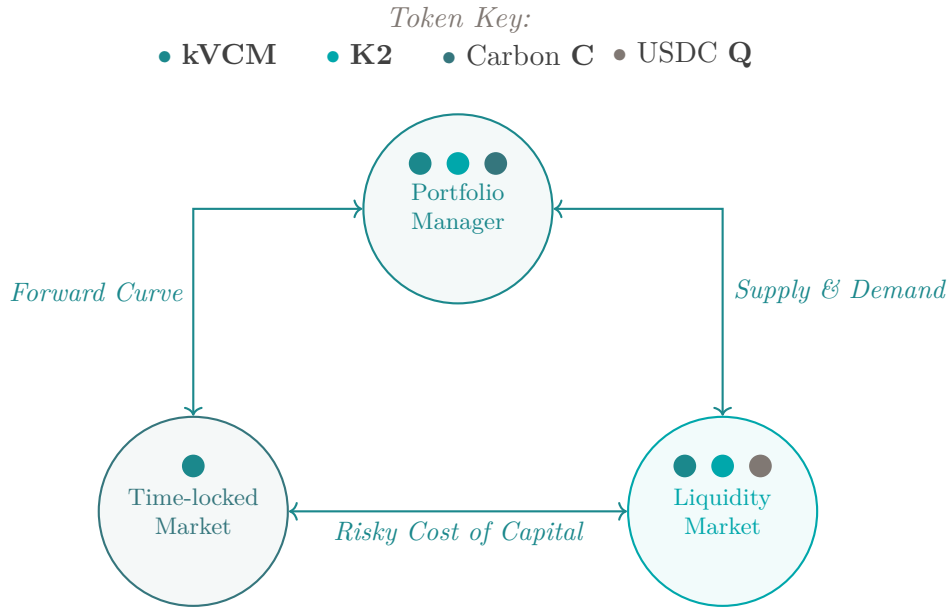 Token Key:
kVCM K2 Carbon C USDC Q
Portfolio
Manager
Forward Curve
Supply & Demand
Time-locked
Market
Risky Cost of Capital
Liquidity
Market